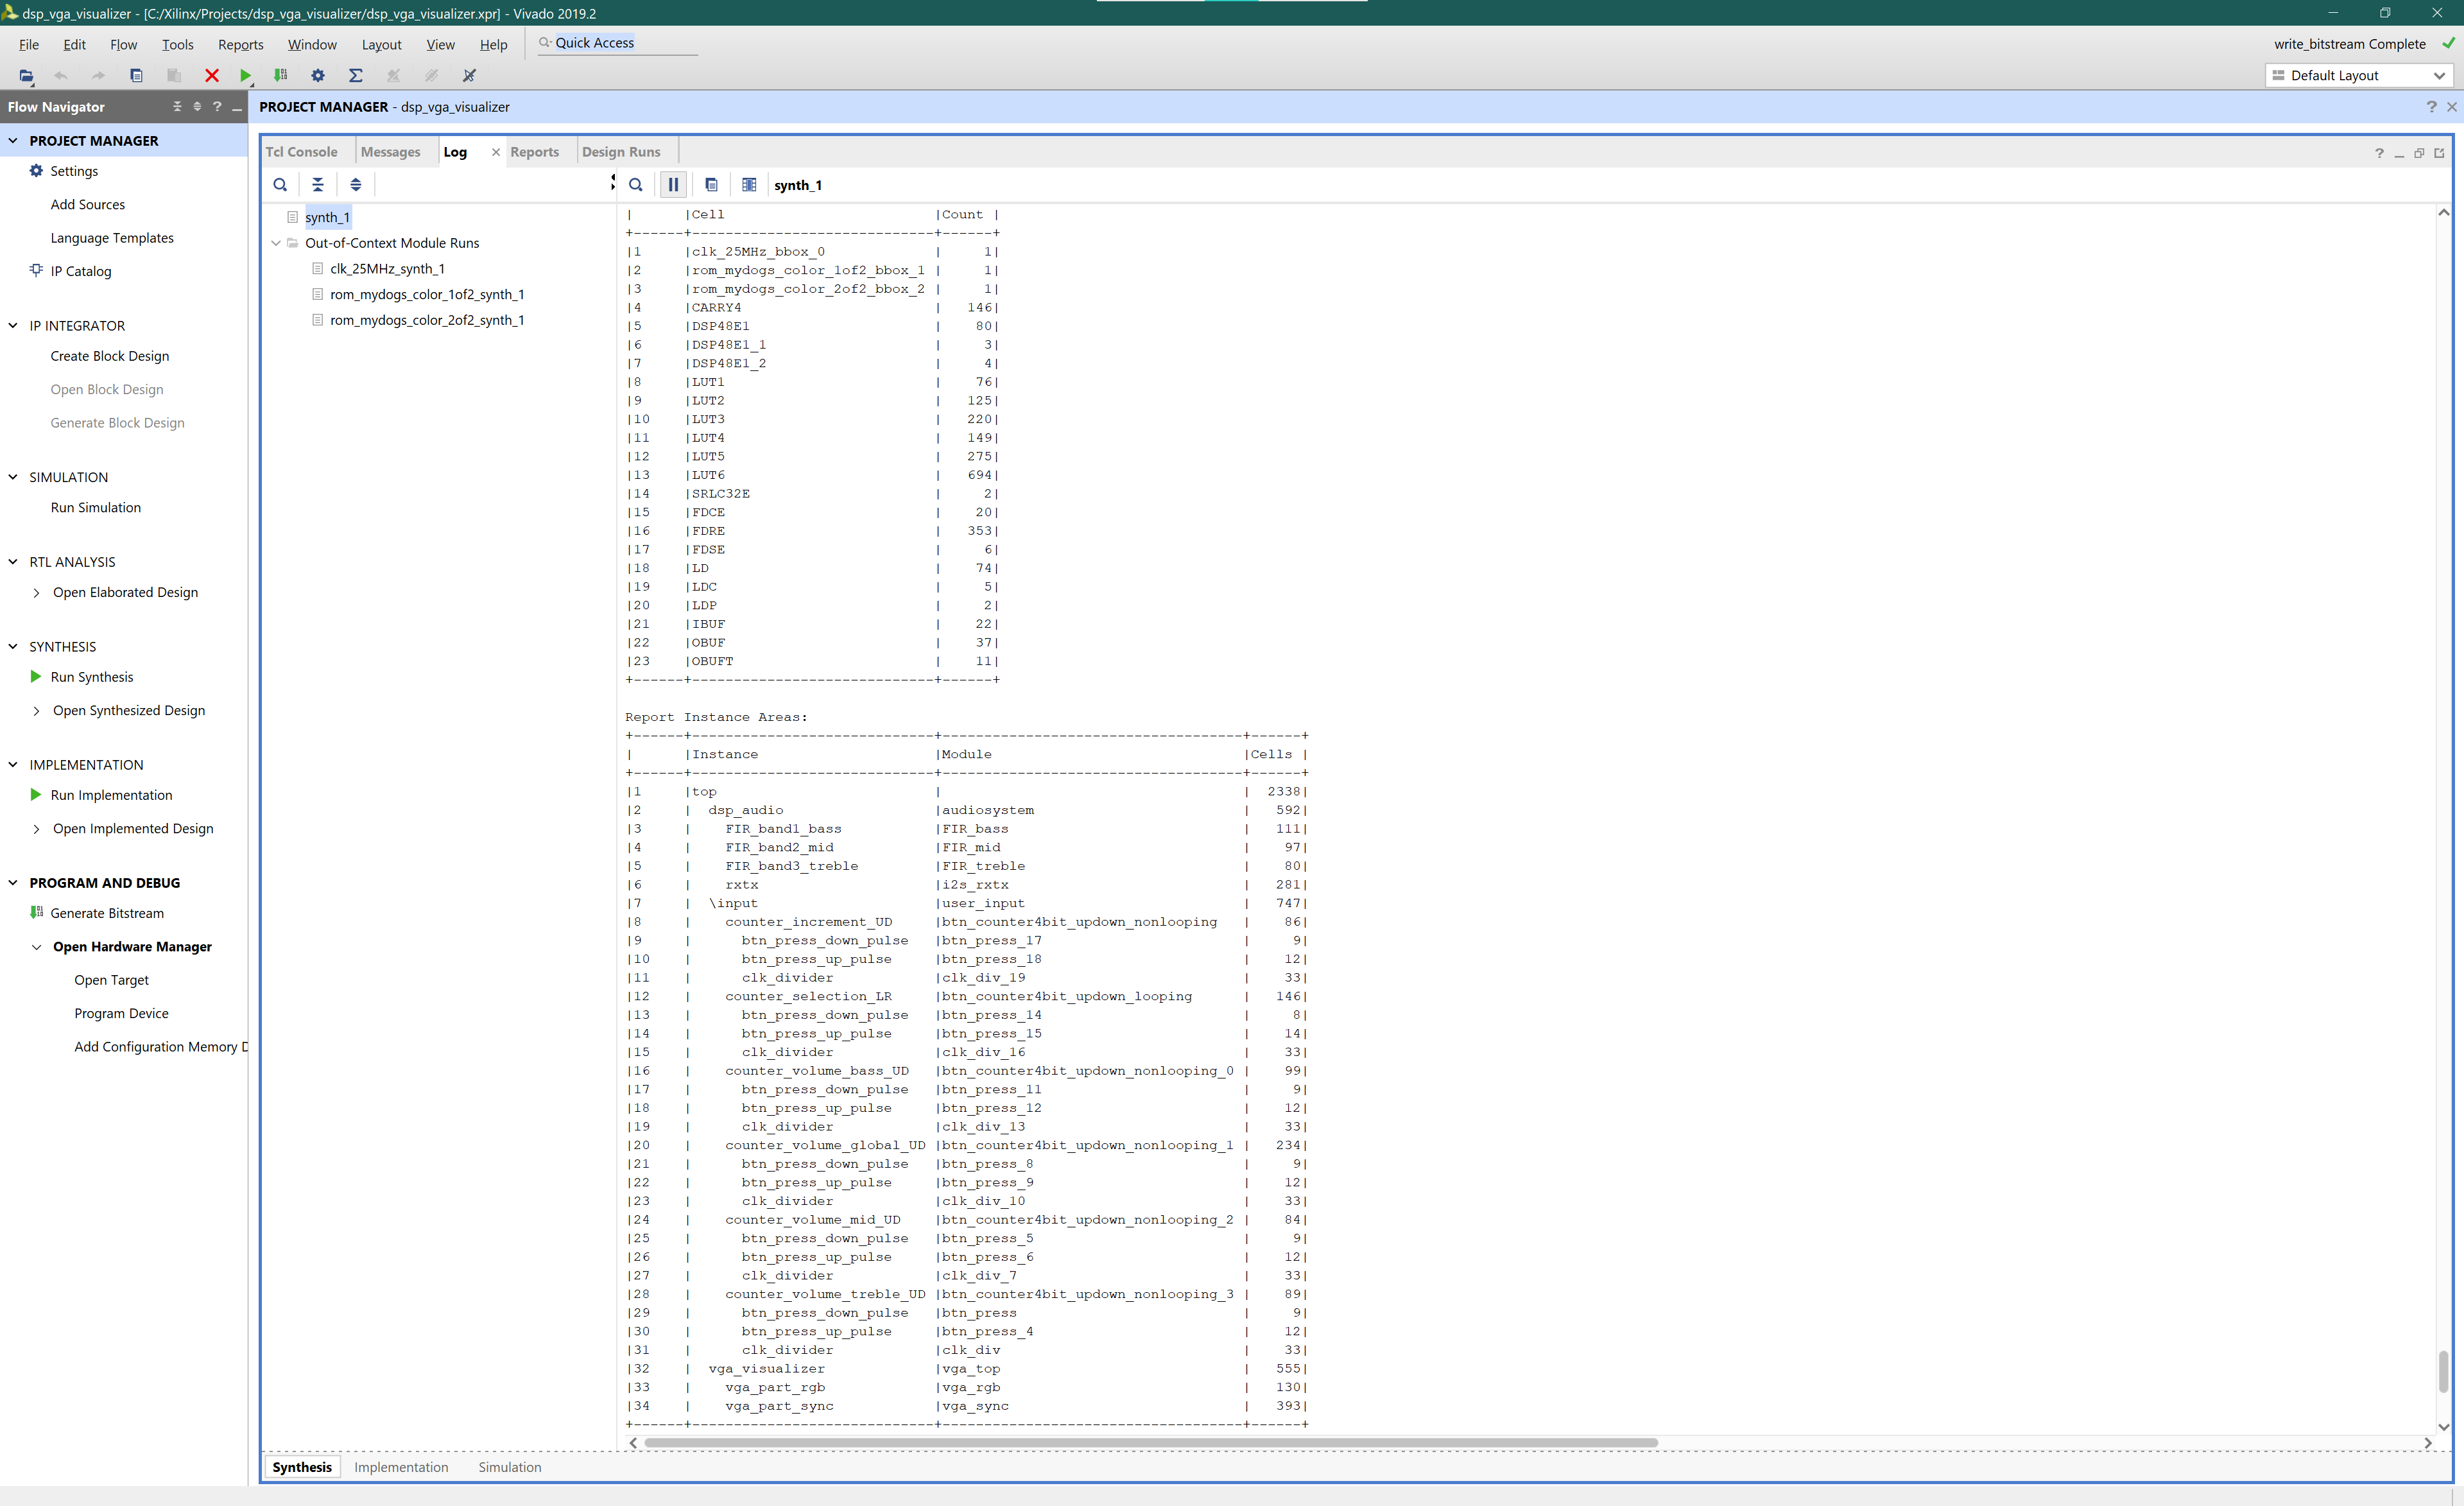 dsp_vga_visualizer - [C:/Xilinx/Projects/dsp_vga_visualizer/dsp_vga_visualizer.xpr] - Vivado 2019.2
File Edit Flow Tools Reports Window Layout View Help Quick Access
write_bitstream Complete
Default Layout
Flow Navigator
PROJECT MANAGER - dsp_vga_visualizer
PROJECT MANAGER
Settings
Add Sources
Language Templates
IP Catalog
IP INTEGRATOR
Create Block Design
Open Block Design
Generate Block Design
SIMULATION
Run Simulation
RTL ANALYSIS
Open Elaborated Design
SYNTHESIS
Run Synthesis
Open Synthesized Design
IMPLEMENTATION
Run Implementation
Open Implemented Design
PROGRAM AND DEBUG
Generate Bitstream
Open Hardware Manager
Open Target
Program Device
Add Configuration Memory D
Tcl Console Messages Log Reports Design Runs
synth_1
Out-of-Context Module Runs
clk_25MHz_synth_1
rom_mydogs_color_1of2_synth_1
rom_mydogs_color_2of2_synth_1
synth_1
| |Cell |Count |
+------+-----------------------------+------+
|1 |clk_25MHz_bbox_0 | 1|
|2 |rom_mydogs_color_1of2_bbox_1 | 1|
|3 |rom_mydogs_color_2of2_bbox_2 | 1|
|4 |CARRY4 | 146|
|5 |DSP48E1 | 80|
|6 |DSP48E1_1 | 3|
|7 |DSP48E1_2 | 4|
|8 |LUT1 | 76|
|9 |LUT2 | 125|
|10 |LUT3 | 220|
|11 |LUT4 | 149|
|12 |LUT5 | 275|
|13 |LUT6 | 694|
|14 |SRLC32E | 2|
|15 |FDCE | 20|
|16 |FDRE | 353|
|17 |FDSE | 6|
|18 |LD | 74|
|19 |LDC | 5|
|20 |LDP | 2|
|21 |IBUF | 22|
|22 |OBUF | 37|
|23 |OBUFT | 11|
+------+-----------------------------+------+
Report Instance Areas:
+------+-----------------------------+------------------------------------+------+
| |Instance |Module |Cells |
+------+-----------------------------+------------------------------------+------+
|1 |top | | 2338|
|2 | dsp_audio |audiosystem | 592|
|3 | FIR_band1_bass |FIR_bass | 111|
|4 | FIR_band2_mid |FIR_mid | 97|
|5 | FIR_band3_treble |FIR_treble | 80|
|6 | rxtx |i2s_rxtx | 281|
|7 | \input |user_input | 747|
|8 | counter_increment_UD |btn_counter4bit_updown_nonlooping | 86|
|9 | btn_press_down_pulse |btn_press_17 | 9|
|10 | btn_press_up_pulse |btn_press_18 | 12|
|11 | clk_divider |clk_div_19 | 33|
|12 | counter_selection_LR |btn_counter4bit_updown_looping | 146|
|13 | btn_press_down_pulse |btn_press_14 | 8|
|14 | btn_press_up_pulse |btn_press_15 | 14|
|15 | clk_divider |clk_div_16 | 33|
|16 | counter_volume_bass_UD |btn_counter4bit_updown_nonlooping_0 | 99|
|17 | btn_press_down_pulse |btn_press_11 | 9|
|18 | btn_press_up_pulse |btn_press_12 | 12|
|19 | clk_divider |clk_div_13 | 33|
|20 | counter_volume_global_UD |btn_counter4bit_updown_nonlooping_1 | 234|
|21 | btn_press_down_pulse |btn_press_8 | 9|
|22 | btn_press_up_pulse |btn_press_9 | 12|
|23 | clk_divider |clk_div_10 | 33|
|24 | counter_volume_mid_UD |btn_counter4bit_updown_nonlooping_2 | 84|
|25 | btn_press_down_pulse |btn_press_5 | 9|
|26 | btn_press_up_pulse |btn_press_6 | 12|
|27 | clk_divider |clk_div_7 | 33|
|28 | counter_volume_treble_UD |btn_counter4bit_updown_nonlooping_3 | 89|
|29 | btn_press_down_pulse |btn_press | 9|
|30 | btn_press_up_pulse |btn_press_4 | 12|
|31 | clk_divider |clk_div | 33|
|32 | vga_visualizer |vga_top | 555|
|33 | vga_part_rgb |vga_rgb | 130|
|34 | vga_part_sync |vga_sync | 393|
+------+-----------------------------+------------------------------------+------+
Synthesis Implementation Simulation